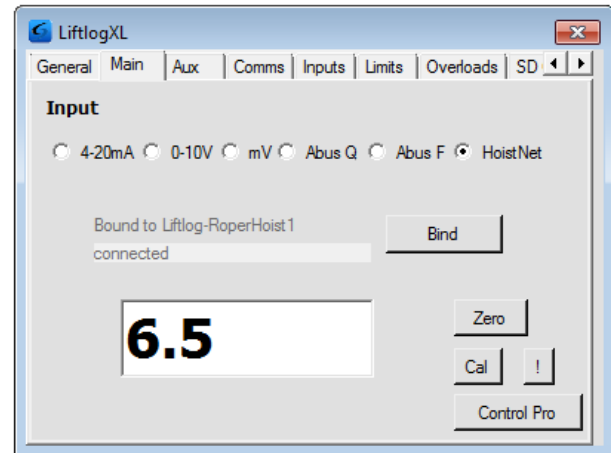 LiftlogXL
General Main Aux Comms Inputs Limits Overloads SD
Input
4-20mA 0-10V mV Abus Q Abus F HoistNet
Bound to Liftlog-RoperHoist1
Bind
connected
6.5
Zero
Cal !
Control Pro